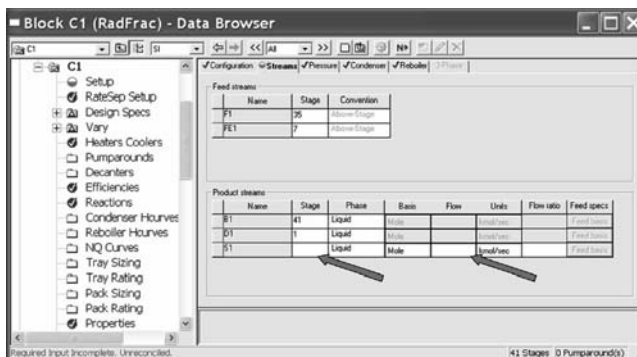 Block C1 (RadFrac) - Data Browser
C1 SI << All >> N>
C1
Setup
RateSep Setup
Design Specs
Vary
Heaters Coolers
Pumparounds
Decanters
Efficiencies
Reactions
Condenser Hcurves
Reboiler Hcurves
NQ Curves
Tray Sizing
Tray Rating
Pack Sizing
Pack Rating
Properties
Configuration Streams Pressure Condenser Reboiler 3-Phase
Feed streams
Name Stage Convention
F1 35 Above-Stage
FE1 7 Above-Stage
Product streams
Name Stage Phase Basis Flow Units Flow ratio Feed specs
B1 41 Liquid Mole kmol/sec Feed basis
D1 1 Liquid Mole kmol/sec Feed basis
S1 Liquid Mole kmol/sec Feed basis
Required Input Incomplete. Unreconciled. 41 Stages 0 Pumparound(s)